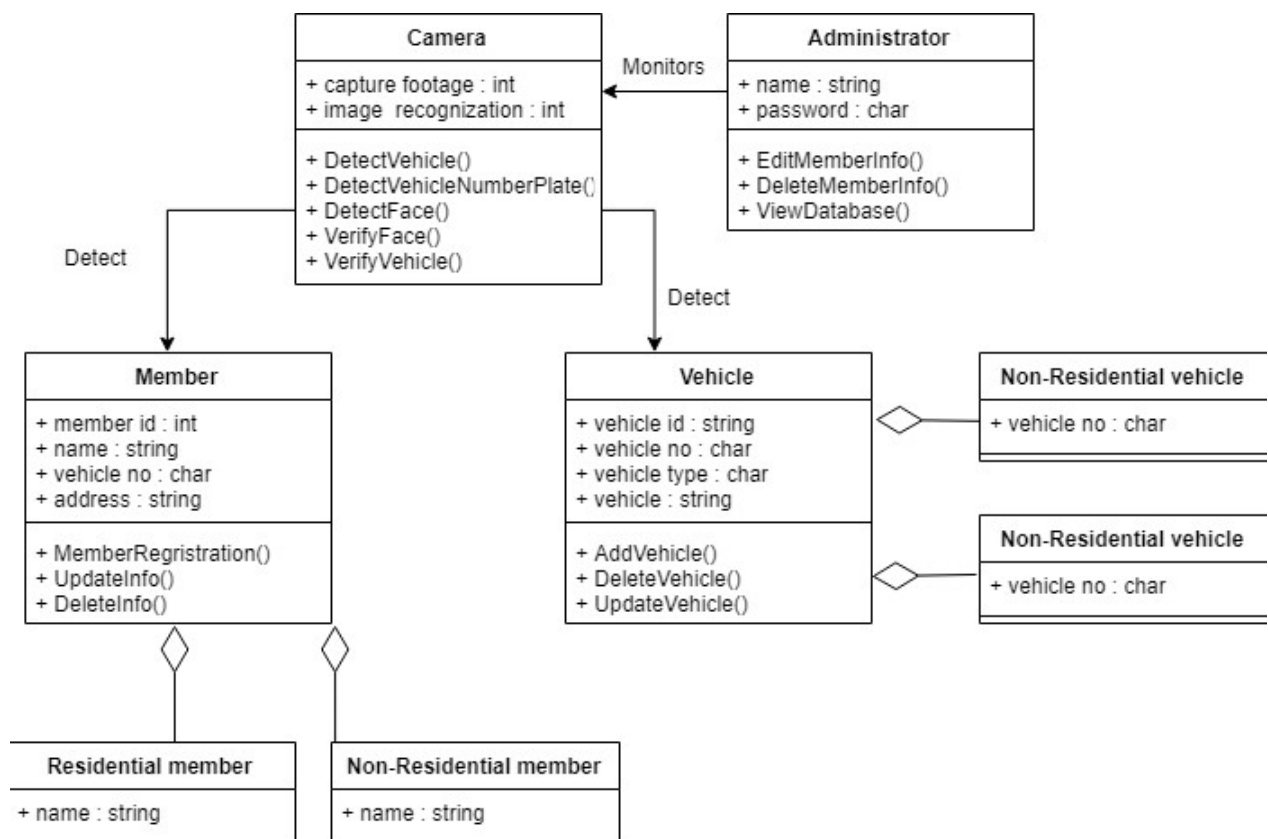 Camera
+ capture footage : int
+ image recognization : int
+ DetectVehicle()
+ DetectVehicleNumberPlate()
+ DetectFace()
+ VerifyFace()
+ VerifyVehicle()
Monitors
Administrator
+ name : string
+ password : char
+ EditMemberInfo()
+ DeleteMemberInfo()
+ ViewDatabase()
Detect
Detect
Member
+ member id : int
+ name : string
+ vehicle no : char
+ address : string
+ MemberRegristration()
+ UpdateInfo()
+ DeleteInfo()
Vehicle
+ vehicle id : string
+ vehicle no : char
+ vehicle type : char
+ vehicle : string
+ AddVehicle()
+ DeleteVehicle()
+ UpdateVehicle()
Non-Residential vehicle
+ vehicle no : char
Non-Residential vehicle
+ vehicle no : char
Residential member
+ name : string
Non-Residential member
+ name : string